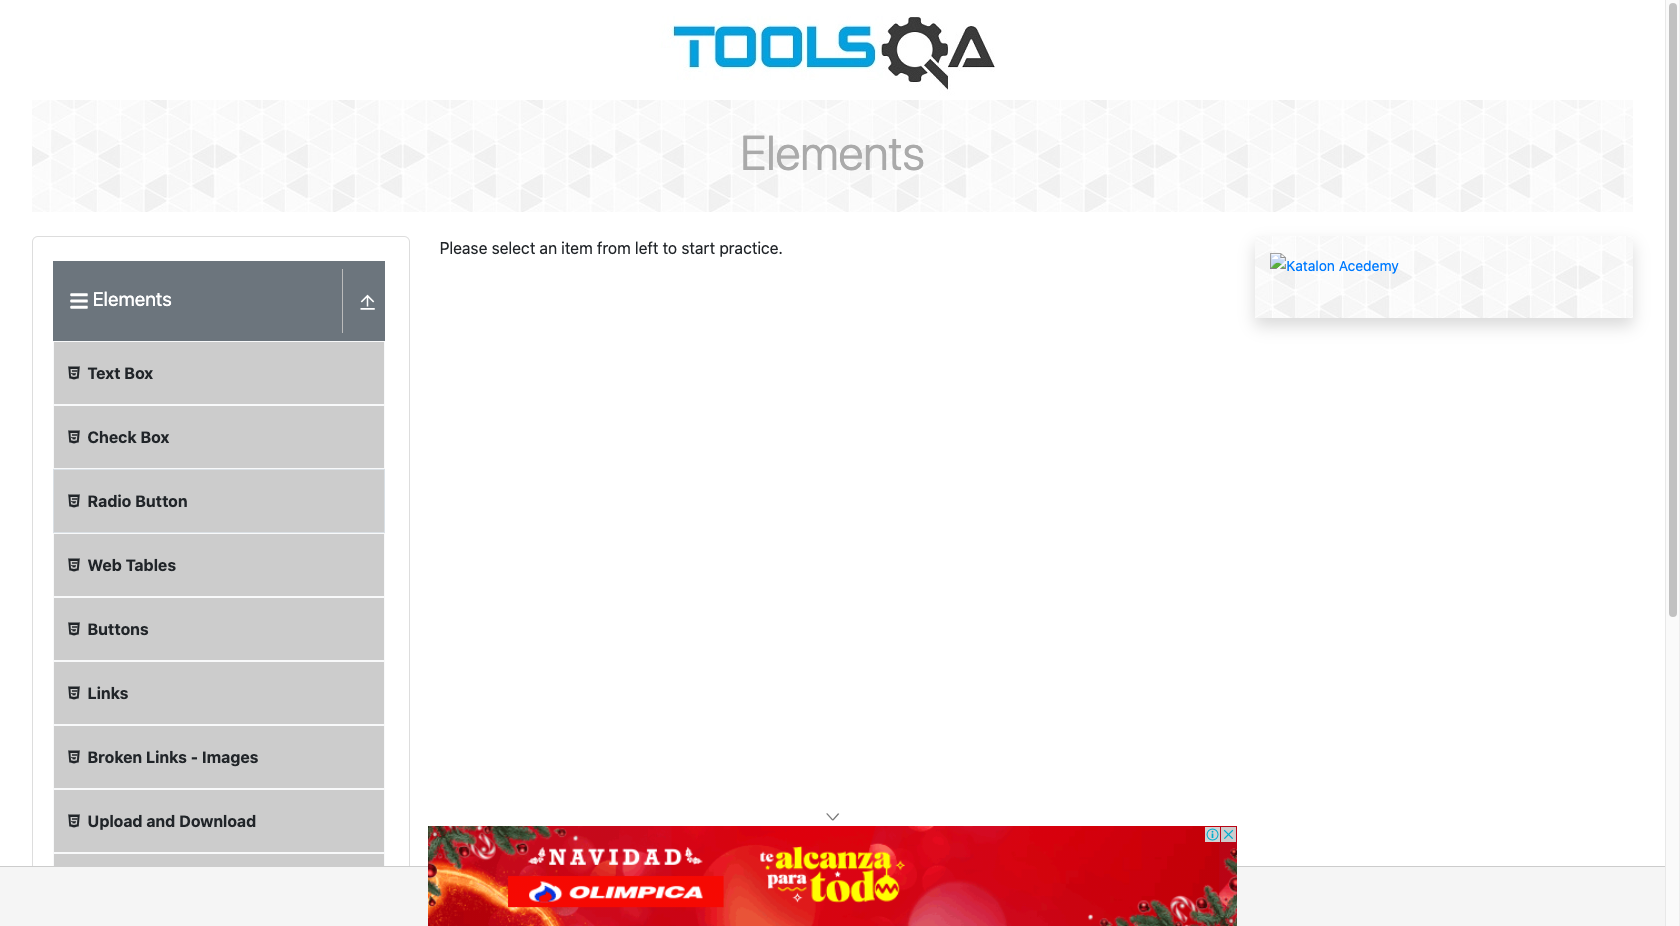 TOOLSQA
Elements
Please select an item from left to start practice.
Katalon Acedemy
Elements
Text Box
Check Box
Radio Button
Web Tables
Buttons
Links
Broken Links - Images
Upload and Download
NAVIDAD
OLIMPICA
te alcanza
para todo